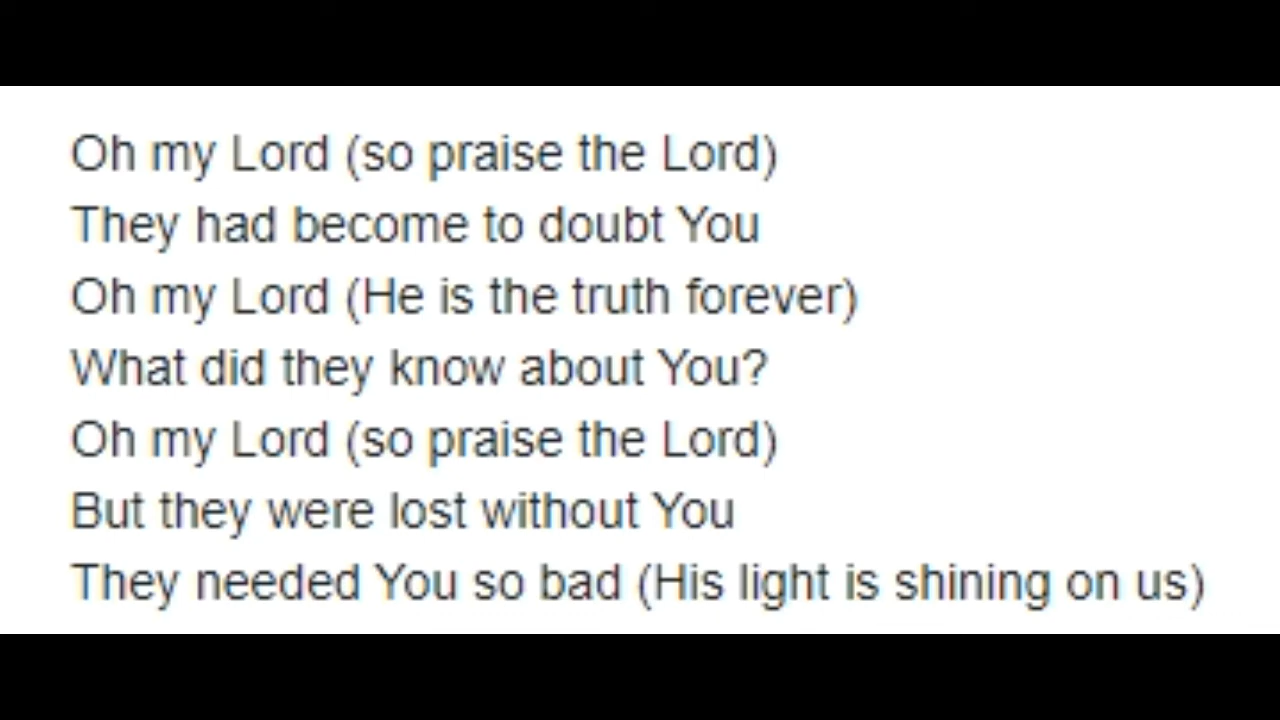 Oh my Lord (so praise the Lord)
They had become to doubt You
Oh my Lord (He is the truth forever)
What did they know about You?
Oh my Lord (so praise the Lord)
But they were lost without You
They needed You so bad (His light is shining on us)